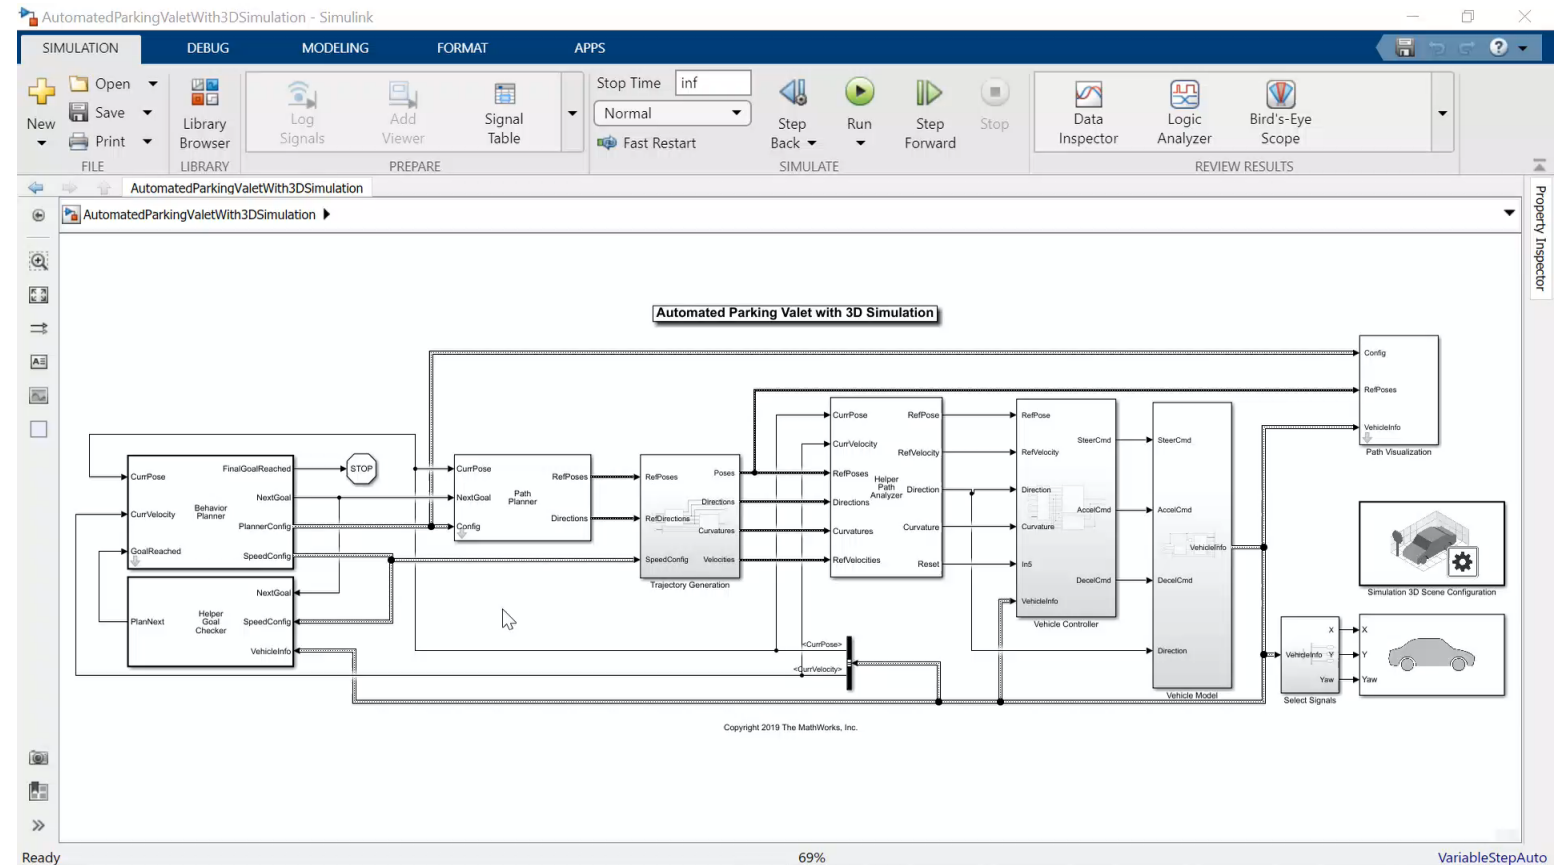 AutomatedParkingValetWith3DSimulation - Simulink
SIMULATION
DEBUG
MODELING
FORMAT
APPS
New
Open
Save
Print
FILE
Library
Browser
LIBRARY
Log
Signals
Add
Viewer
Signal
Table
PREPARE
Stop Time
inf
Normal
Fast Restart
Step
Back
Run
Step
Forward
Stop
SIMULATE
Data
Inspector
Logic
Analyzer
Bird's-Eye
Scope
REVIEW RESULTS
AutomatedParkingValetWith3DSimulation
AutomatedParkingValetWith3DSimulation
Property Inspector
Automated Parking Valet with 3D Simulation
CurrPose
CurrVelocity
GoalReached
Behavior
Planner
FinalGoalReached
NextGoal
PlannerConfig
SpeedConfig
STOP
PlanNext
Helper
Goal
Checker
NextGoal
SpeedConfig
VehicleInfo
CurrPose
NextGoal
Config
Path
Planner
RefPoses
Directions
RefPoses
RefDirections
SpeedConfig
Poses
Directions
Curvatures
Velocities
Trajectory Generation
CurrPose
CurrVelocity
RefPoses
Directions
Curvatures
RefVelocities
Helper
Path
Analyzer
RefPose
RefVelocity
Direction
Curvature
Reset
<CurrPose>
<CurrVelocity>
RefPose
RefVelocity
Direction
Curvature
In5
VehicleInfo
SteerCmd
AccelCmd
DecelCmd
Vehicle Controller
SteerCmd
AccelCmd
DecelCmd
Direction
VehicleInfo
Vehicle Model
Config
RefPoses
VehicleInfo
Path Visualization
Simulation 3D Scene Configuration
VehicleInfo
X
Y
Yaw
Select Signals
X
Y
Yaw
Copyright 2019 The MathWorks, Inc.
Ready
69%
VariableStepAuto